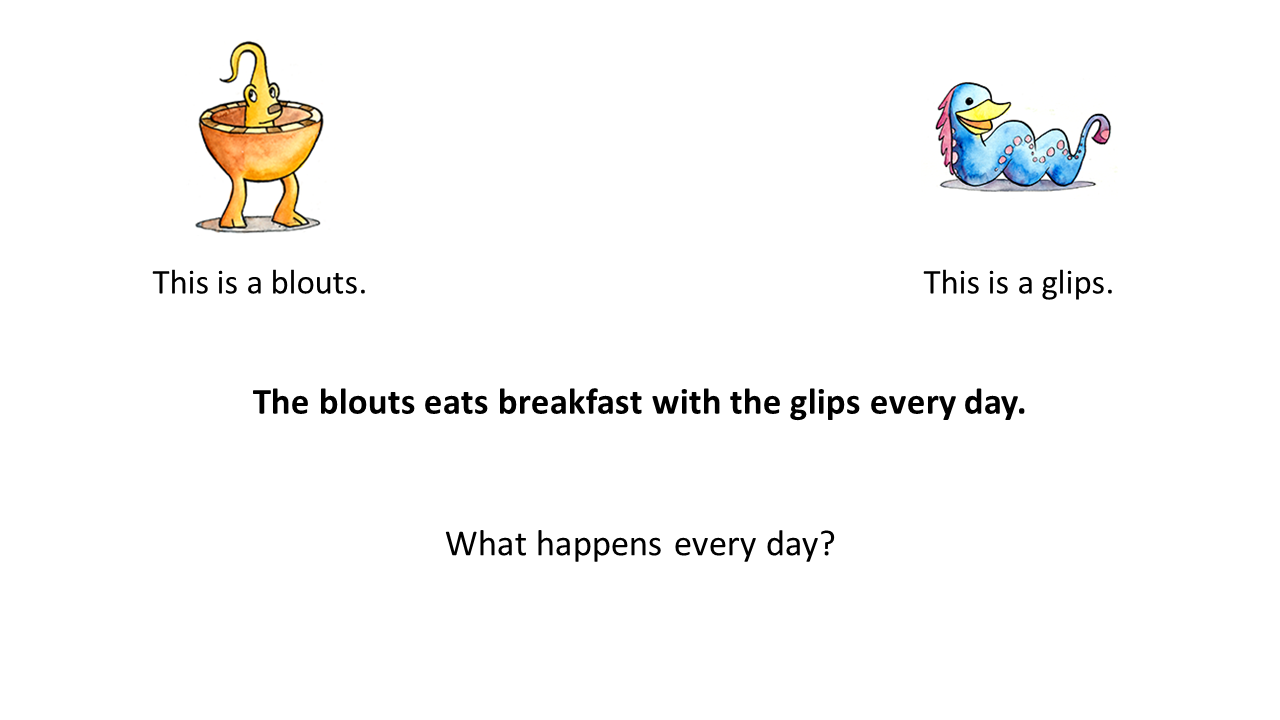 This is a blouts.
This is a glips.
The blouts eats breakfast with the glips every day.
What happens every day?